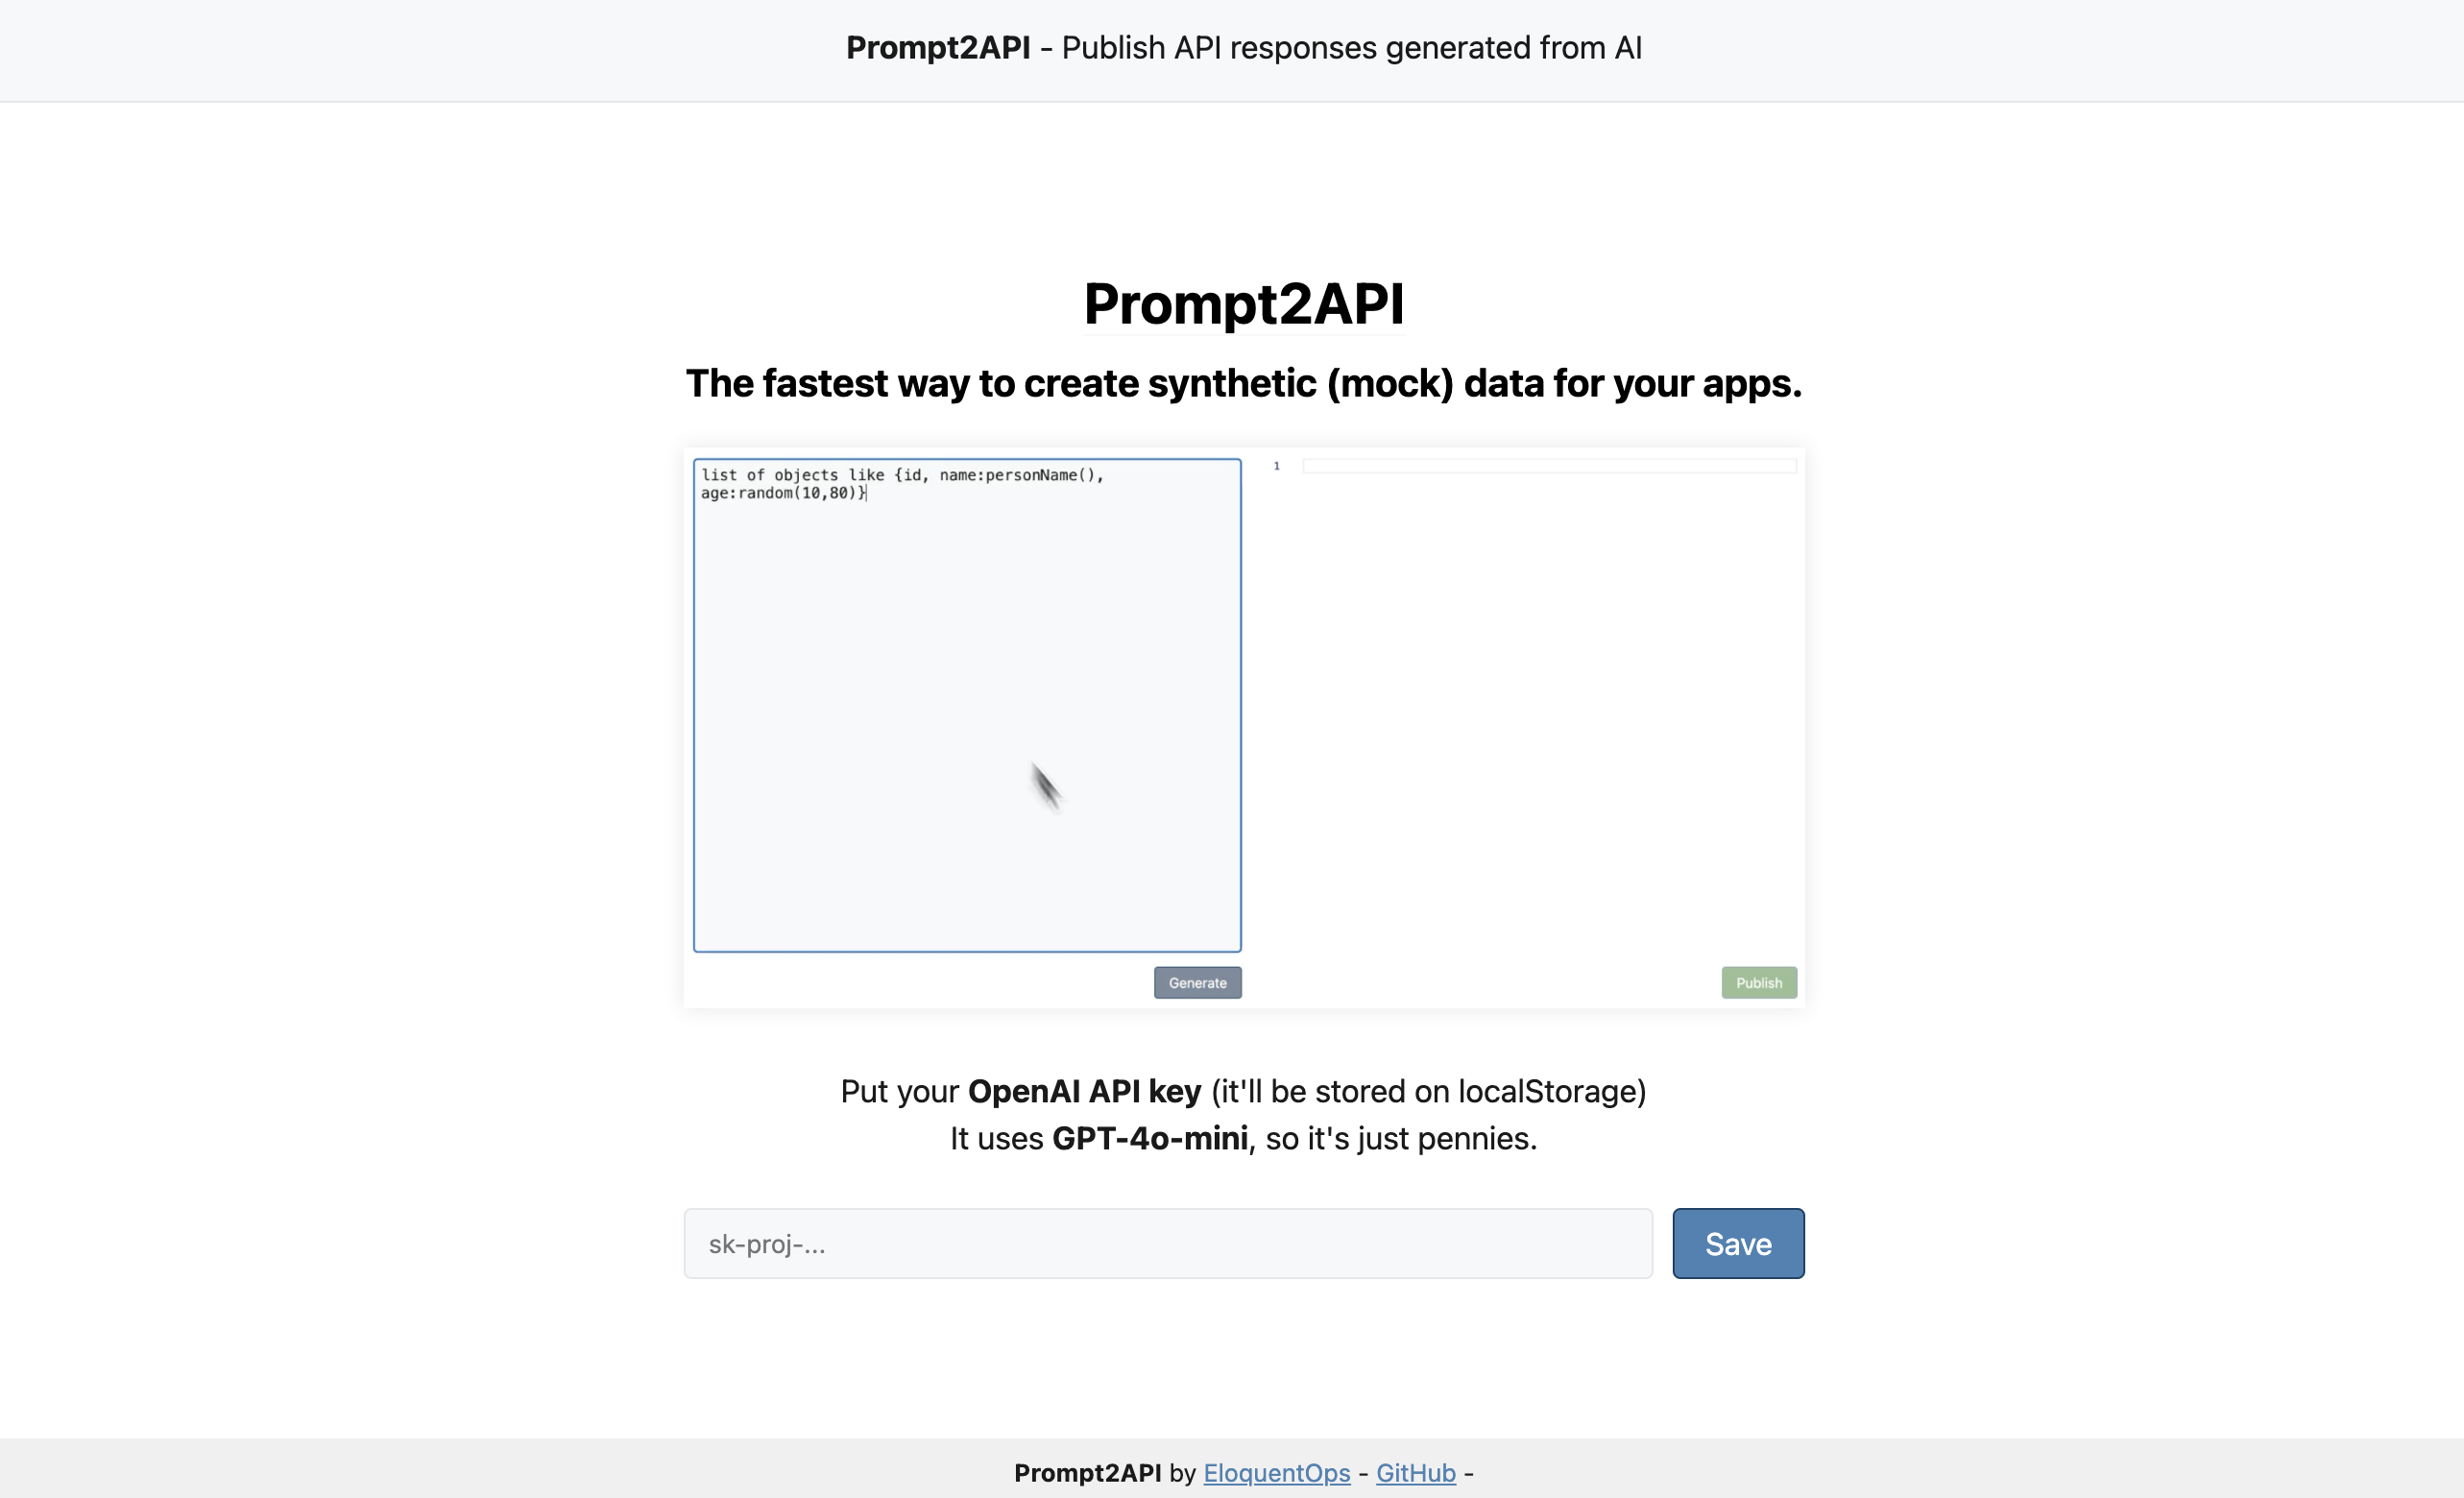 Prompt2API - Publish API responses generated from AI
Prompt2API
The fastest way to create synthetic (mock) data for your apps.
list of objects like {id, name:personName(),
age:random(10,80)}
1
Generate
Publish
Put your OpenAI API key (it'll be stored on localStorage)
It uses GPT-4o-mini, so it's just pennies.
sk-proj-...
Save
Prompt2API by EloquentOps - GitHub -